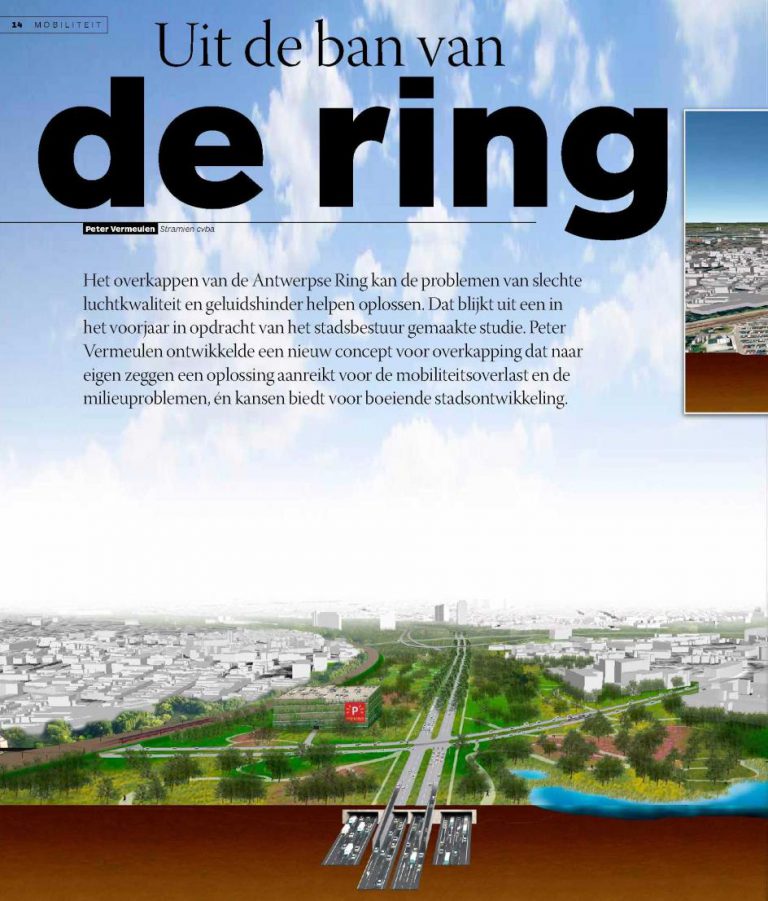 14 MOBILITEIT
Uit de ban van
de ring
Peter Vermeulen Stramien cvba
Het overkappen van de Antwerpse Ring kan de problemen van slechte
luchtkwaliteit en geluidshinder helpen oplossen. Dat blijkt uit een in
het voorjaar in opdracht van het stadsbestuur gemaakte studie. Peter
Vermeulen ontwikkelde een nieuw concept voor overkapping dat naar
eigen zeggen een oplossing aanreikt voor de mobiliteitsoverlast en de
milieuproblemen, én kansen biedt voor boeiende stadsontwikkeling.
P